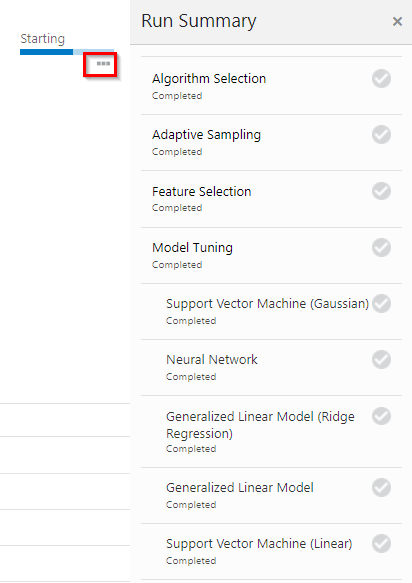 Starting
Run Summary
Algorithm Selection
Completed
Adaptive Sampling
Completed
Feature Selection
Completed
Model Tuning
Completed
Support Vector Machine (Gaussian)
Completed
Neural Network
Completed
Generalized Linear Model (Ridge
Regression)
Completed
Generalized Linear Model
Completed
Support Vector Machine (Linear)
Completed